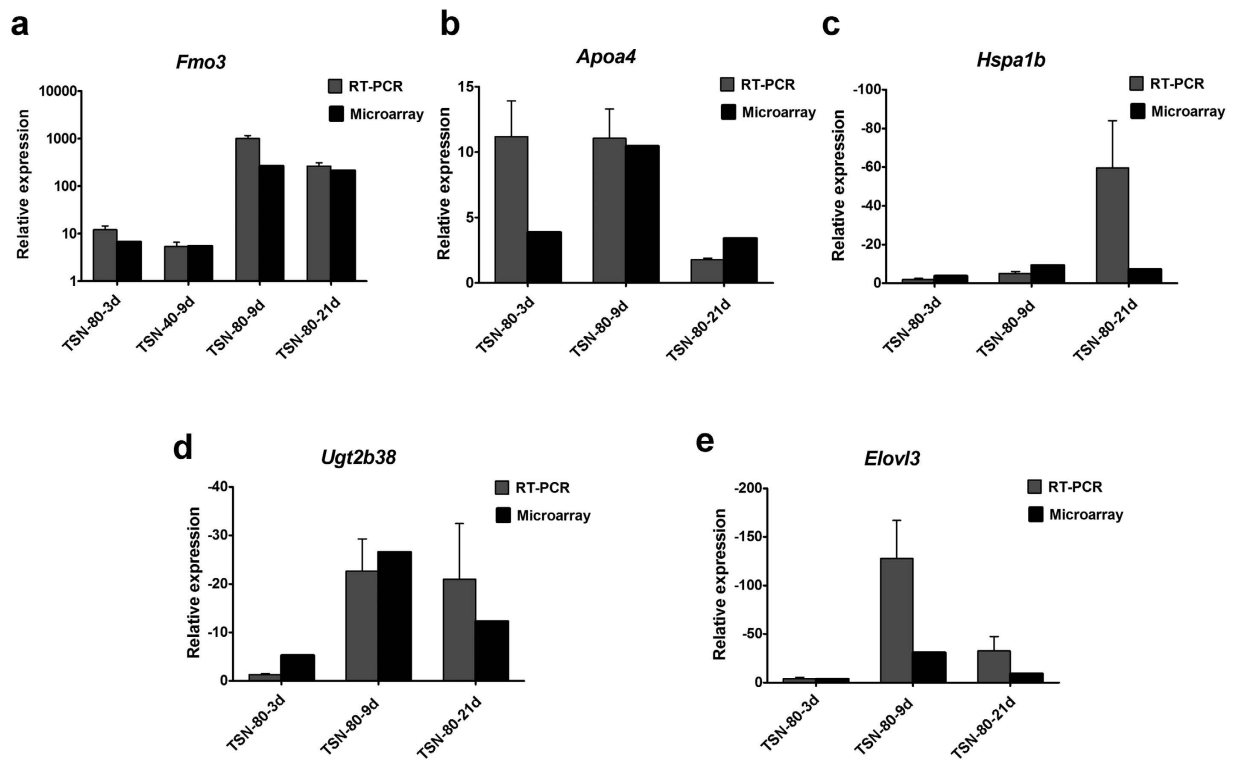 a
Fmo3
RT-PCR
Microarray
Relative expression
10000
1000
100
10
1
TSN-80-3d
TSN-40-9d
TSN-80-9d
TSN-80-21d
b
Apoa4
RT-PCR
Microarray
Relative expression
15
10
5
0
TSN-80-3d
TSN-80-9d
TSN-80-21d
c
Hspa1b
RT-PCR
Microarray
Relative expression
-100
-80
-60
-40
-20
0
TSN-80-3d
TSN-80-9d
TSN-80-21d
d
Ugt2b38
RT-PCR
Microarray
Relative expression
-40
-30
-20
-10
0
TSN-80-3d
TSN-80-9d
TSN-80-21d
e
Elovl3
RT-PCR
Microarray
Relative expression
-200
-150
-100
-50
0
TSN-80-3d
TSN-80-9d
TSN-80-21d